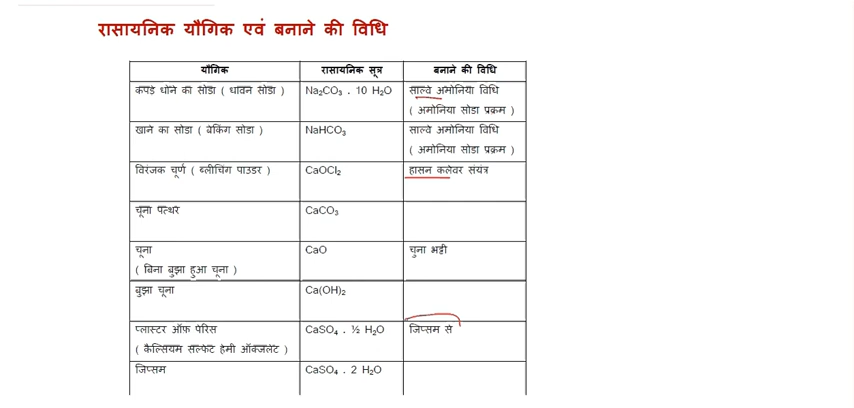 रासायनिक यौगिक एवं बनाने की विधि
यौगिक रासायनिक सूत्र बनाने की विधि
कपडे धोने का सोडा ( धावन सोडा ) Na₂CO₃ . 10 H₂O साल्वे अमोनिया विधि
( अमोनिया सोडा प्रक्रम )
खाने का सोडा ( बेकिंग सोडा ) NaHCO₃ साल्वे अमोनिया विधि
( अमोनिया सोडा प्रक्रम )
विरंजक चूर्ण ( ब्लीचिंग पाउडर ) CaOCl₂ हासन क्लेवर संयंत्र
चूना पत्थर CaCO₃
चूना CaO चुना भट्टी
( बिना बुझा हुआ चूना )
बुझा चूना Ca(OH)₂
प्लास्टर ऑफ़ पेरिस CaSO₄ . ½ H₂O जिप्सम से
( कैल्सियम सल्फेट हेमी ऑक्जलेट )
जिप्सम CaSO₄ . 2 H₂O